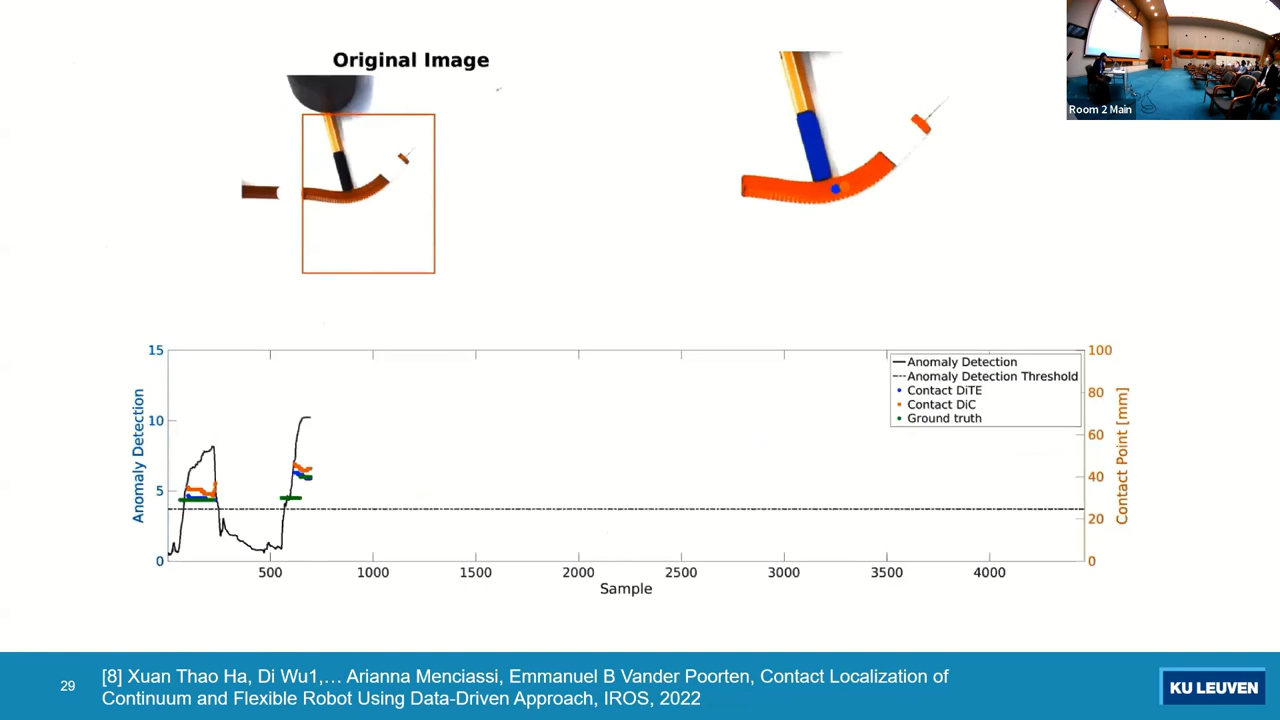 Original Image
Room 2 Main
15
10
5
0
Anomaly Detection
500
1000
1500
2000
2500
3000
3500
4000
Sample
100
80
60
40
20
0
Contact Point [mm]
Anomaly Detection
Anomaly Detection Threshold
Contact DiTE
Contact DiC
Ground truth
29
[8] Xuan Thao Ha, Di Wu1,… Arianna Menciassi, Emmanuel B Vander Poorten, Contact Localization of
Continuum and Flexible Robot Using Data-Driven Approach, IROS, 2022
KU LEUVEN